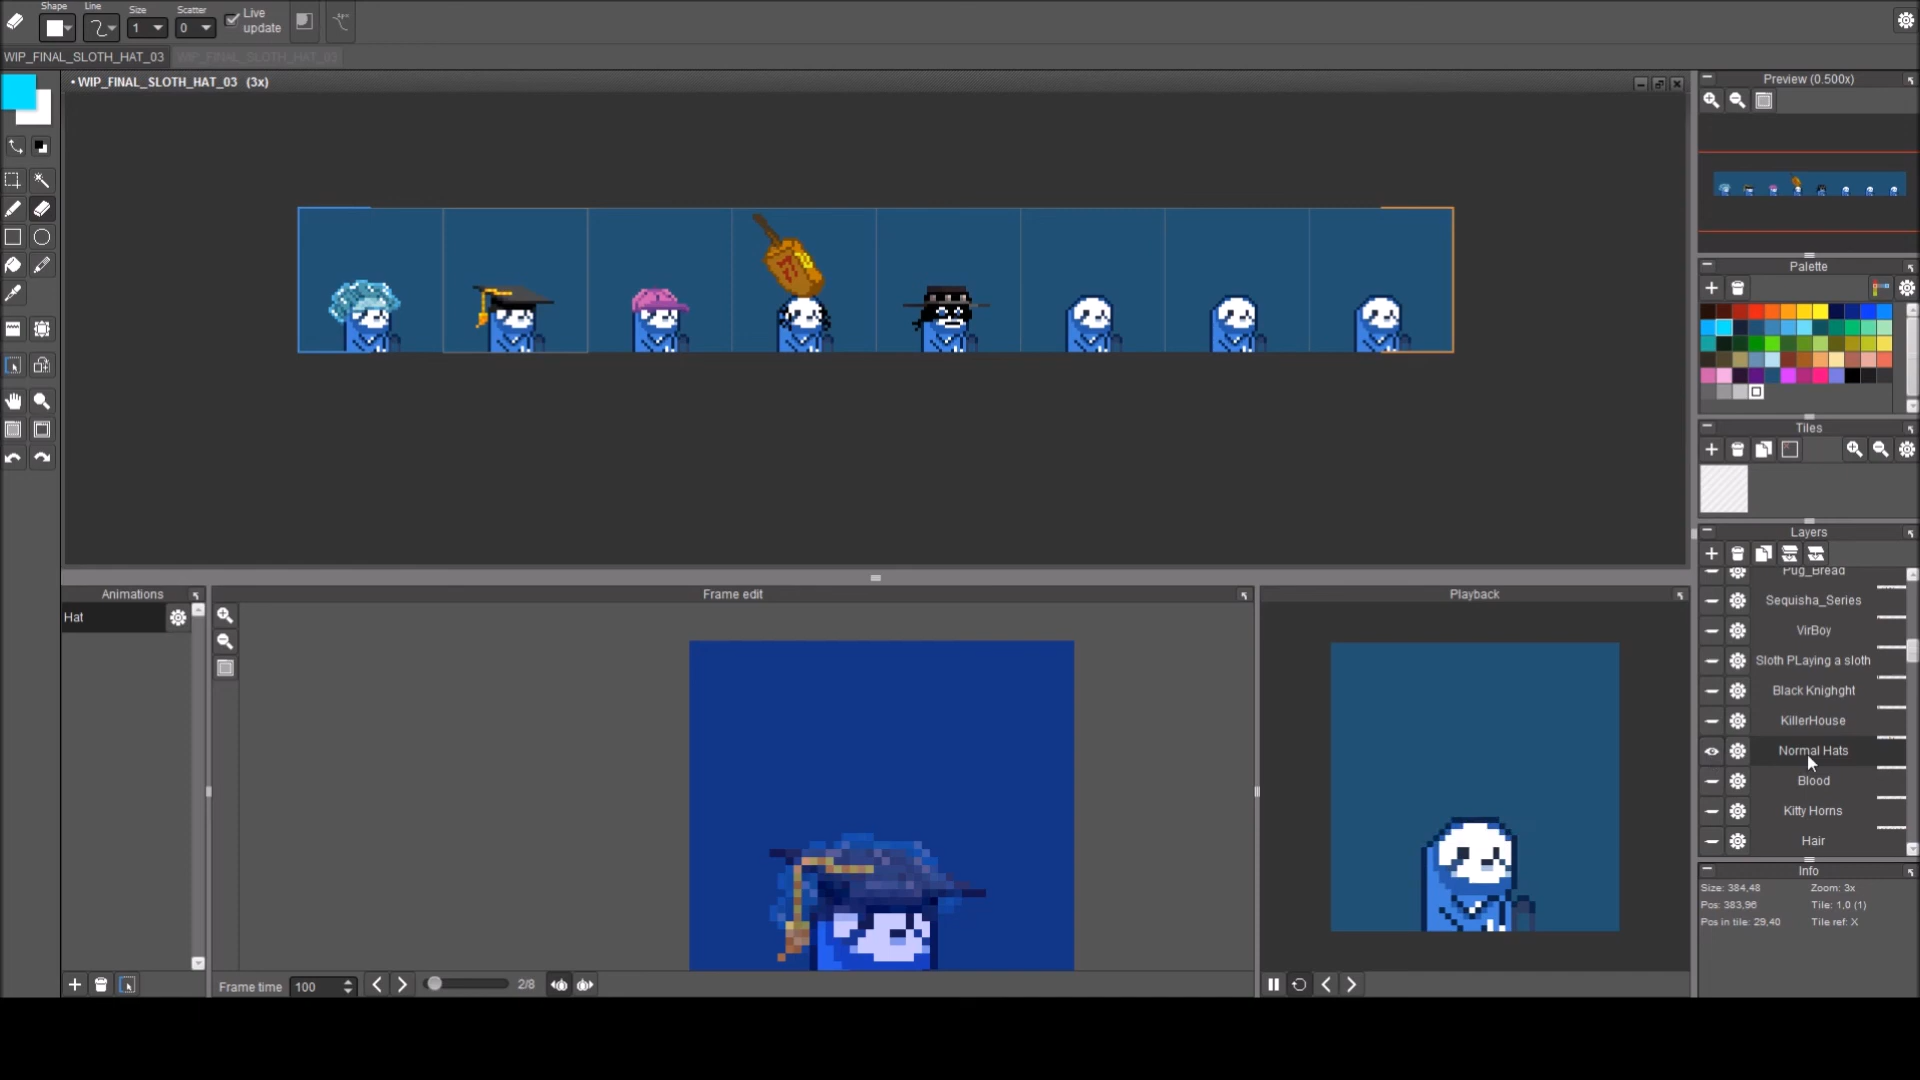 Shape
Line
Size
Scatter
Live update
1
0
WIP_FINAL_SLOTH_HAT_03
WIP_FINAL_SLOTH_HAT_03
• WIP_FINAL_SLOTH_HAT_03 (3x)
Preview (0.500x)
Palette
Tiles
Layers
Pug_Bread
Sequisha_Series
VirBoy
Sloth PLaying a sloth
Black Knighght
KillerHouse
Normal Hats
Blood
Kitty Horns
Hair
Info
Size: 384,48
Zoom: 3x
Pos: 383,96
Tile: 1,0 (1)
Pos in tile: 29,40
Tile ref: X
Animations
Hat
Frame edit
Playback
Frame time
100
2/8